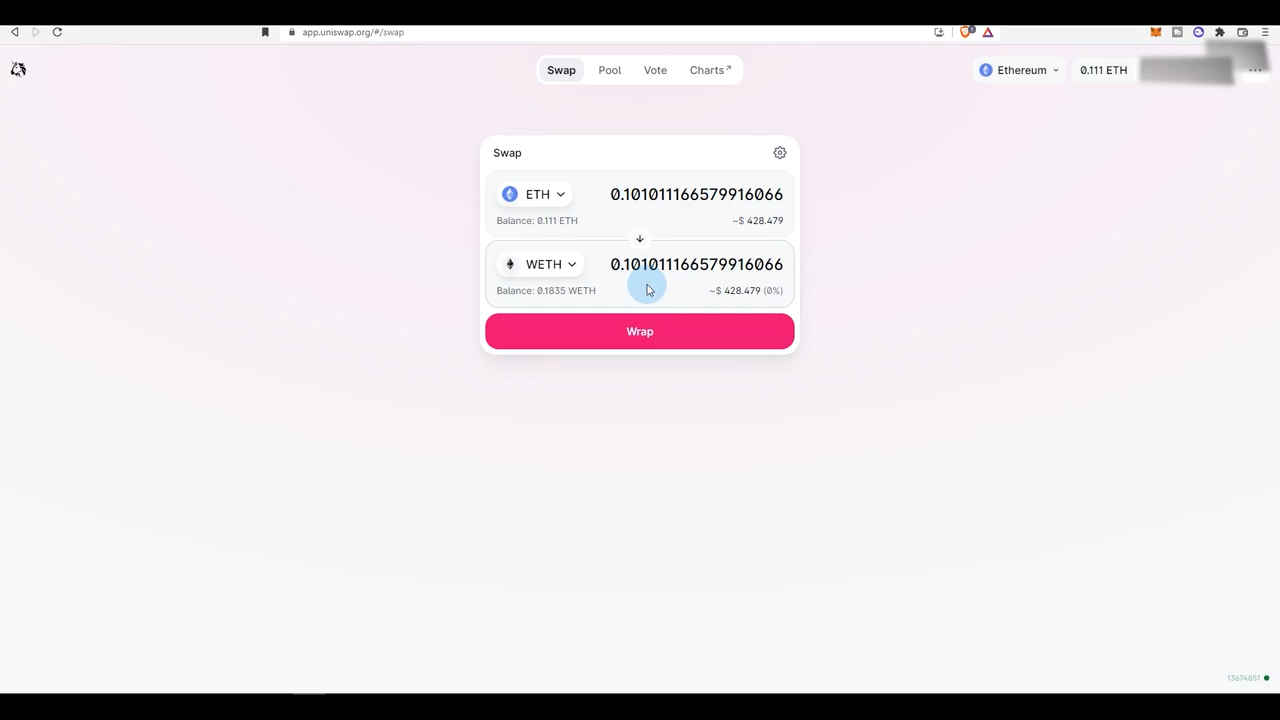 app.uniswap.org/#/swap
Swap Pool Vote Charts↗ Ethereum 0.111 ETH ...
Swap
ETH 0.101011166579916066
Balance: 0.111 ETH ~$ 428.479
WETH 0.101011166579916066
Balance: 0.1835 WETH ~$ 428.479 (0%)
Wrap
13674851